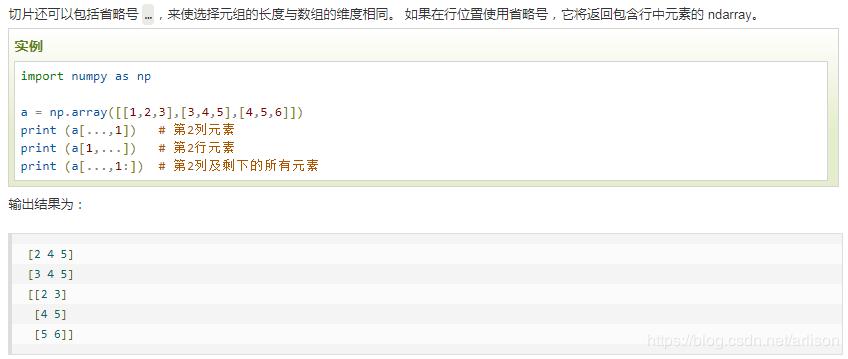 切片还可以包括省略号 … ，来使选择元组的长度与数组的维度相同。 如果在行位置使用省略号，它将返回包含行中元素的 ndarray。
实例
import numpy as np
a = np.array([[1,2,3],[3,4,5],[4,5,6]])
print (a[...,1])   # 第2列元素
print (a[1,...])   # 第2行元素
print (a[...,1:])  # 第2列及剩下的所有元素
输出结果为：
[2 4 5]
[3 4 5]
[[2 3]
 [4 5]
 [5 6]]
https://blog.csdn.net/arlison